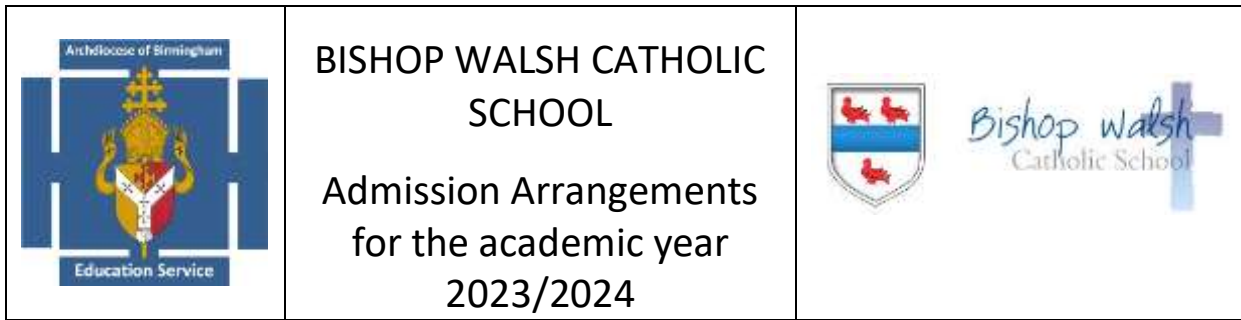 Archdiocese of Birmingham
Education Service
BISHOP WALSH CATHOLIC
SCHOOL
Admission Arrangements
for the academic year
2023/2024
Bishop Walsh
Catholic School